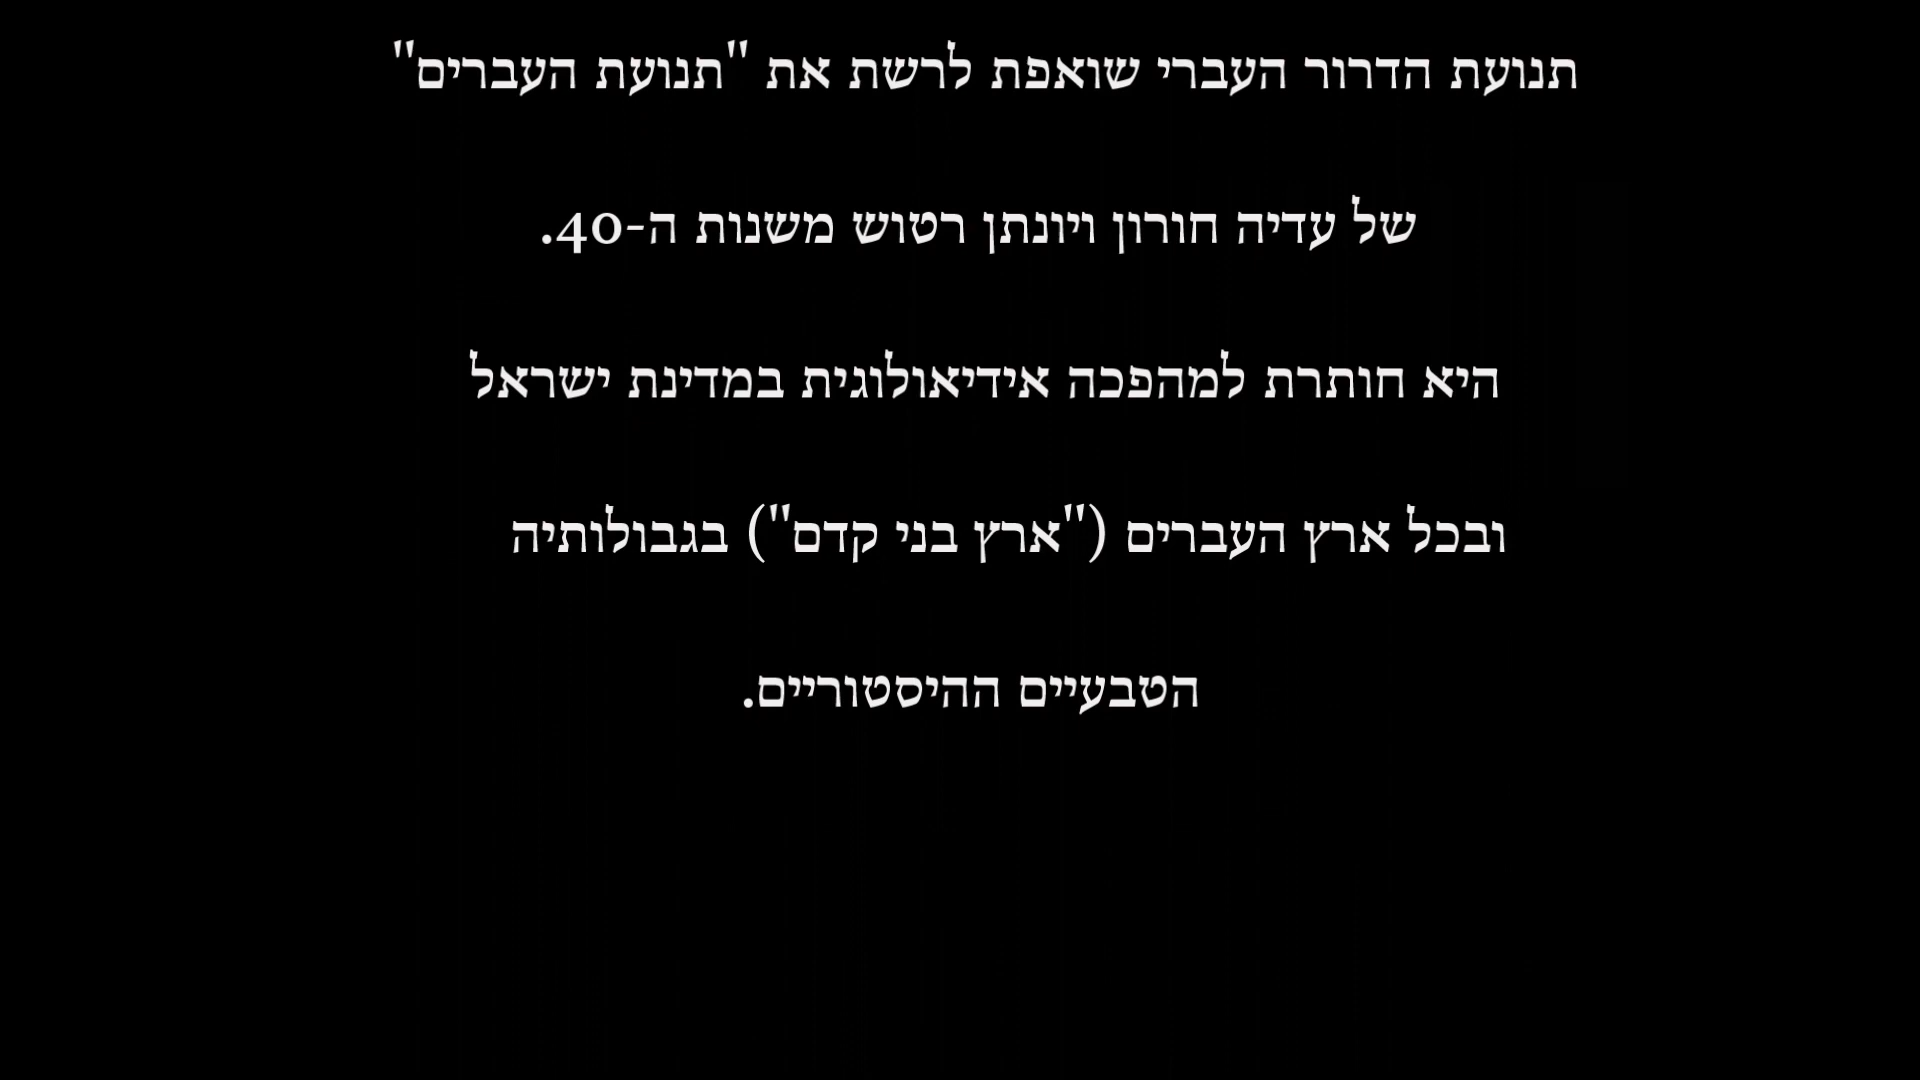 תנועת הדרור העברי שואפת לרשת את "תנועת העברים"
של עדיה חורון ויונתן רטוש משנות ה-40.
היא חותרת למהפכה אידיאולוגית במדינת ישראל
ובכל ארץ העברים ("ארץ בני קדם") בגבולותיה
הטבעיים ההיסטוריים.